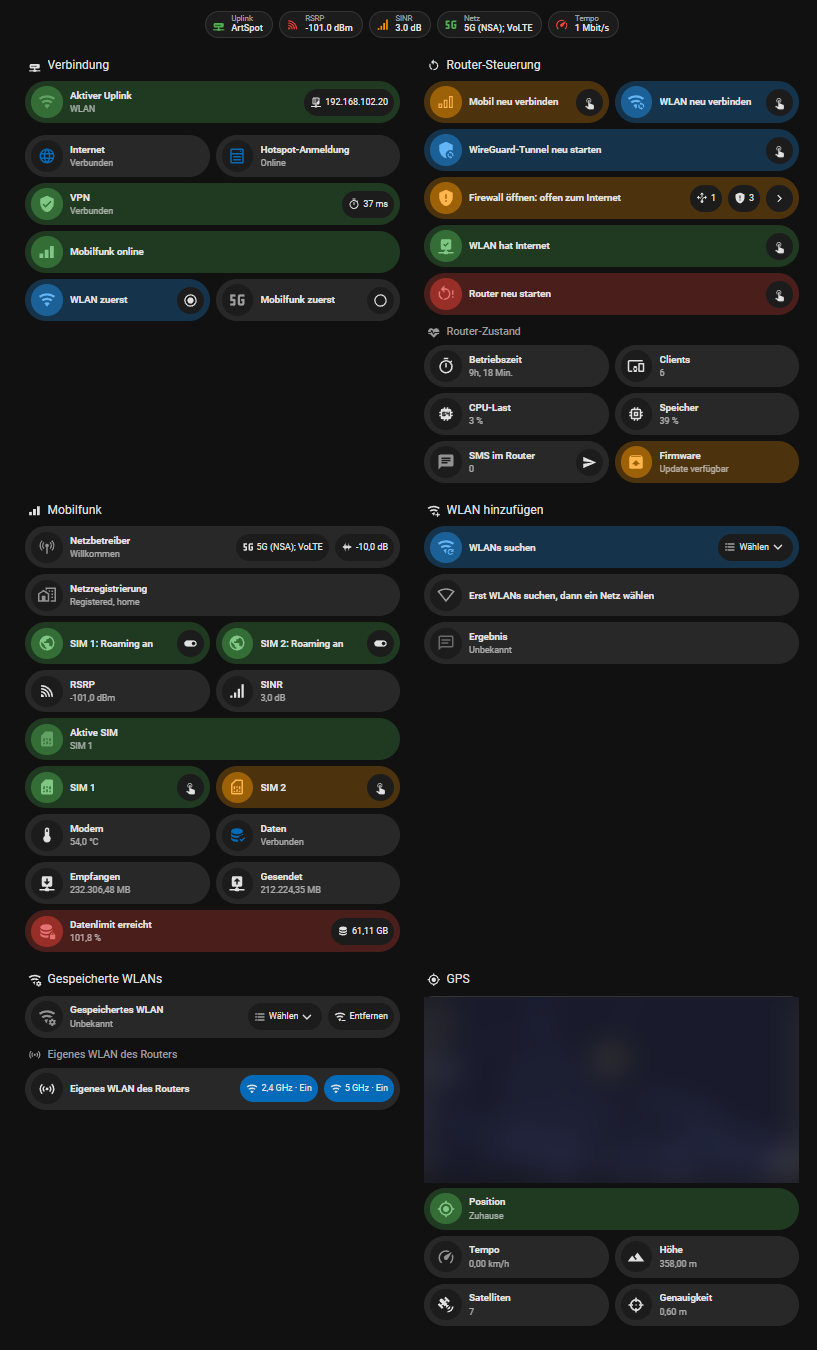 Uplink
ArtSpot
RSRP
-101.0 dBm
SINR
3.0 dB
5G
Netz
5G (NSA); VoLTE
Tempo
1 Mbit/s
Verbindung
Aktiver Uplink
WLAN
192.168.102.20
Internet
Verbunden
Hotspot-Anmeldung
Online
VPN
Verbunden
37 ms
Mobilfunk online
WLAN zuerst
5G
Mobilfunk zuerst
Router-Steuerung
Mobil neu verbinden
WLAN neu verbinden
WireGuard-Tunnel neu starten
Firewall öffnen: offen zum Internet
1
3
WLAN hat Internet
Router neu starten
Router-Zustand
Betriebszeit
9h, 18 Min.
Clients
6
CPU-Last
3 %
Speicher
39 %
SMS im Router
0
Firmware
Update verfügbar
Mobilfunk
Netzbetreiber
Willkommen
5G 5G (NSA); VoLTE
-10,0 dB
Netzregistrierung
Registered, home
SIM 1: Roaming an
SIM 2: Roaming an
RSRP
-101,0 dBm
SINR
3,0 dB
Aktive SIM
SIM 1
SIM 1
SIM 2
Modem
54,0 °C
Daten
Verbunden
Empfangen
232.306,48 MB
Gesendet
212.224,35 MB
Datenlimit erreicht
101,8 %
61,11 GB
WLAN hinzufügen
WLANs suchen
Wählen
Erst WLANs suchen, dann ein Netz wählen
Ergebnis
Unbekannt
Gespeicherte WLANs
Gespeichertes WLAN
Unbekannt
Wählen
Entfernen
Eigenes WLAN des Routers
Eigenes WLAN des Routers
2,4 GHz · Ein
5 GHz · Ein
GPS
Position
Zuhause
Tempo
0,00 km/h
Höhe
358,00 m
Satelliten
7
Genauigkeit
0,60 m